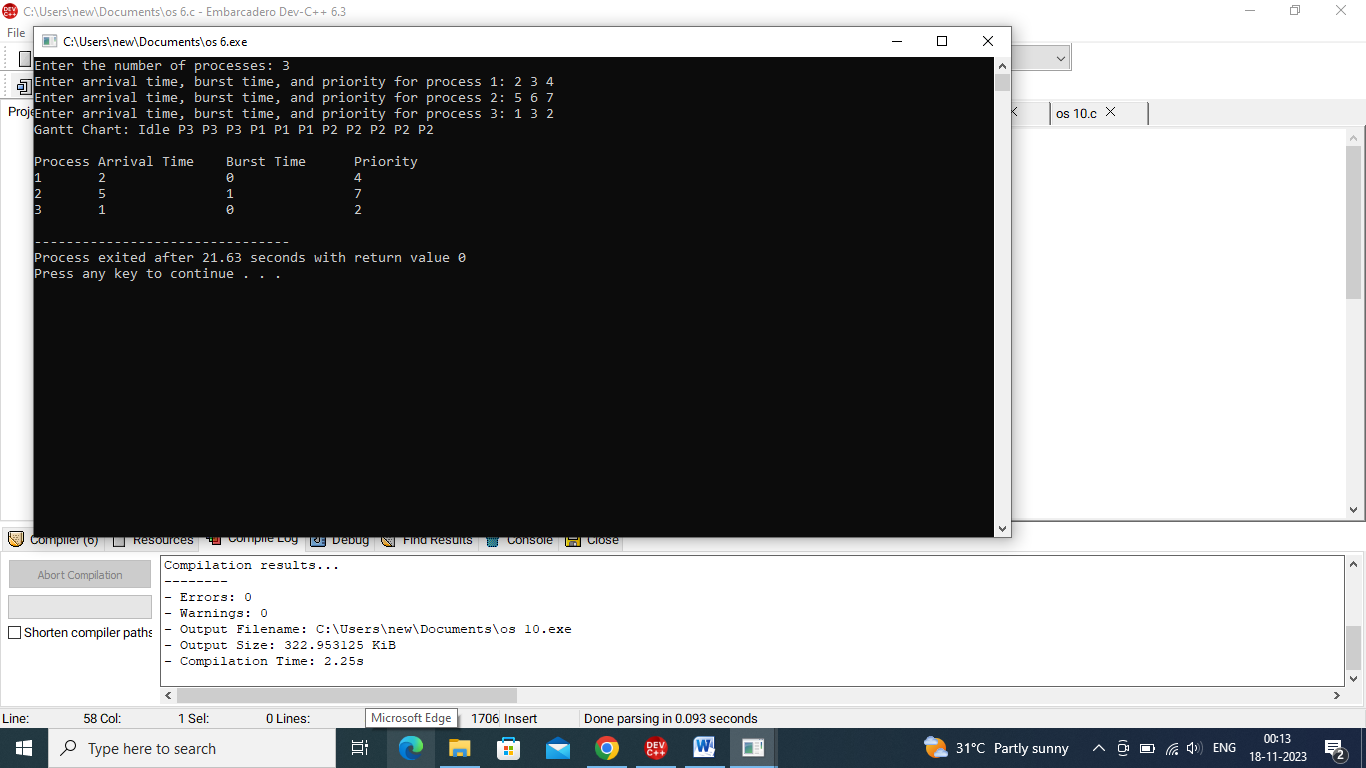 C:\Users\new\Documents\os 6.c - Embarcadero Dev-C++ 6.3
File
C:\Users\new\Documents\os 6.exe
Enter the number of processes: 3
Enter arrival time, burst time, and priority for process 1: 2 3 4
Enter arrival time, burst time, and priority for process 2: 5 6 7
Enter arrival time, burst time, and priority for process 3: 1 3 2
Gantt Chart: Idle P3 P3 P3 P1 P1 P1 P2 P2 P2 P2 P2
Process Arrival Time Burst Time Priority
1 2 0 4
2 5 1 7
3 1 0 2
--------------------------------
Process exited after 21.63 seconds with return value 0
Press any key to continue . . .
os 10.c
Compiler (6) Resources Compile Log Debug Find Results Console Close
Abort Compilation
Shorten compiler paths
Compilation results...
--------
- Errors: 0
- Warnings: 0
- Output Filename: C:\Users\new\Documents\os 10.exe
- Output Size: 322.953125 KiB
- Compilation Time: 2.25s
Line: 58 Col: 1 Sel: 0 Lines: 1706 Insert Done parsing in 0.093 seconds
Microsoft Edge
Type here to search
DEV C++
31°C Partly sunny
ENG
00:13
18-11-2023
2